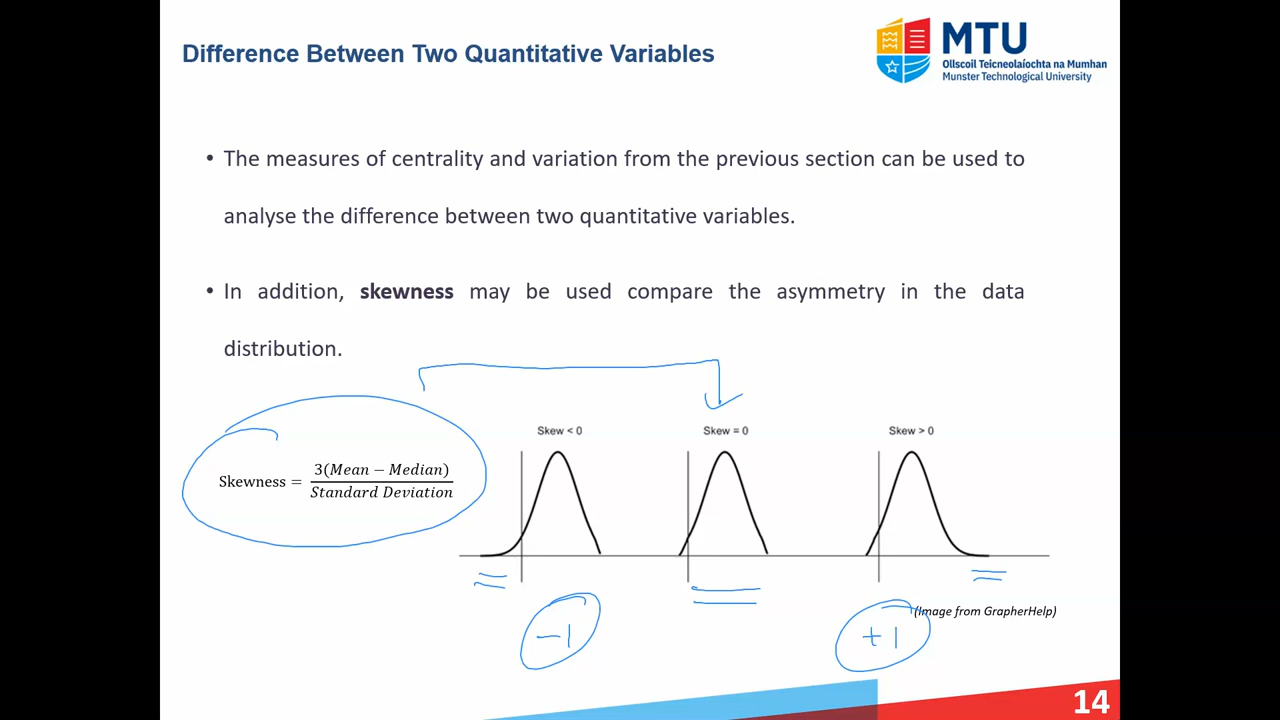 Difference Between Two Quantitative Variables
MTU
Ollscoil Teicneolaíochta na Mumhan
Munster Technological University
• The measures of centrality and variation from the previous section can be used to
analyse the difference between two quantitative variables.
• In addition, skewness may be used compare the asymmetry in the data
distribution.
Skew < 0
Skew = 0
Skew > 0
Skewness = 3(Mean − Median) / Standard Deviation
(Image from GrapherHelp)
−1
+1
14